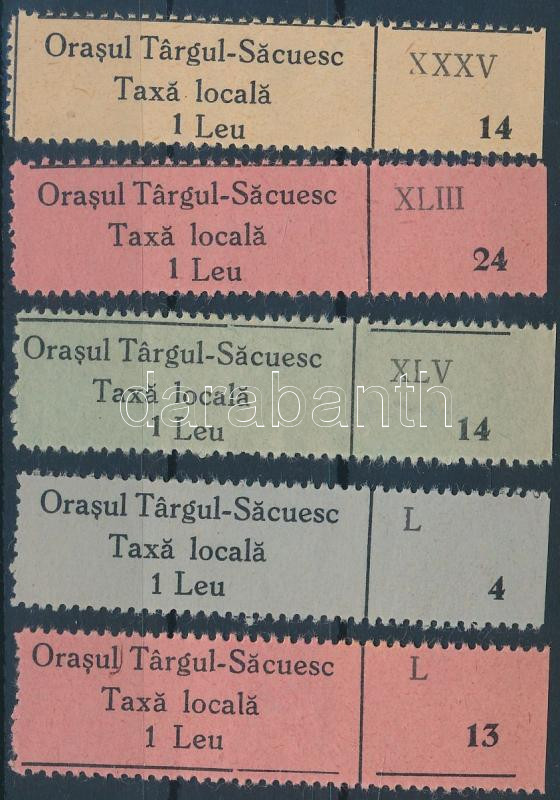 Orașul Târgul-Săcuesc
Taxă locală
1 Leu
XXXV
14
Orașul Târgul-Săcuesc
Taxă locală
1 Leu
XLIII
24
Orașul Târgul-Săcuesc
Taxă locală
1 Leu
XLV
14
darabanth
Orașul Târgul-Săcuesc
Taxă locală
1 Leu
L
4
Orașul Târgul-Săcuesc
Taxă locală
1 Leu
L
13